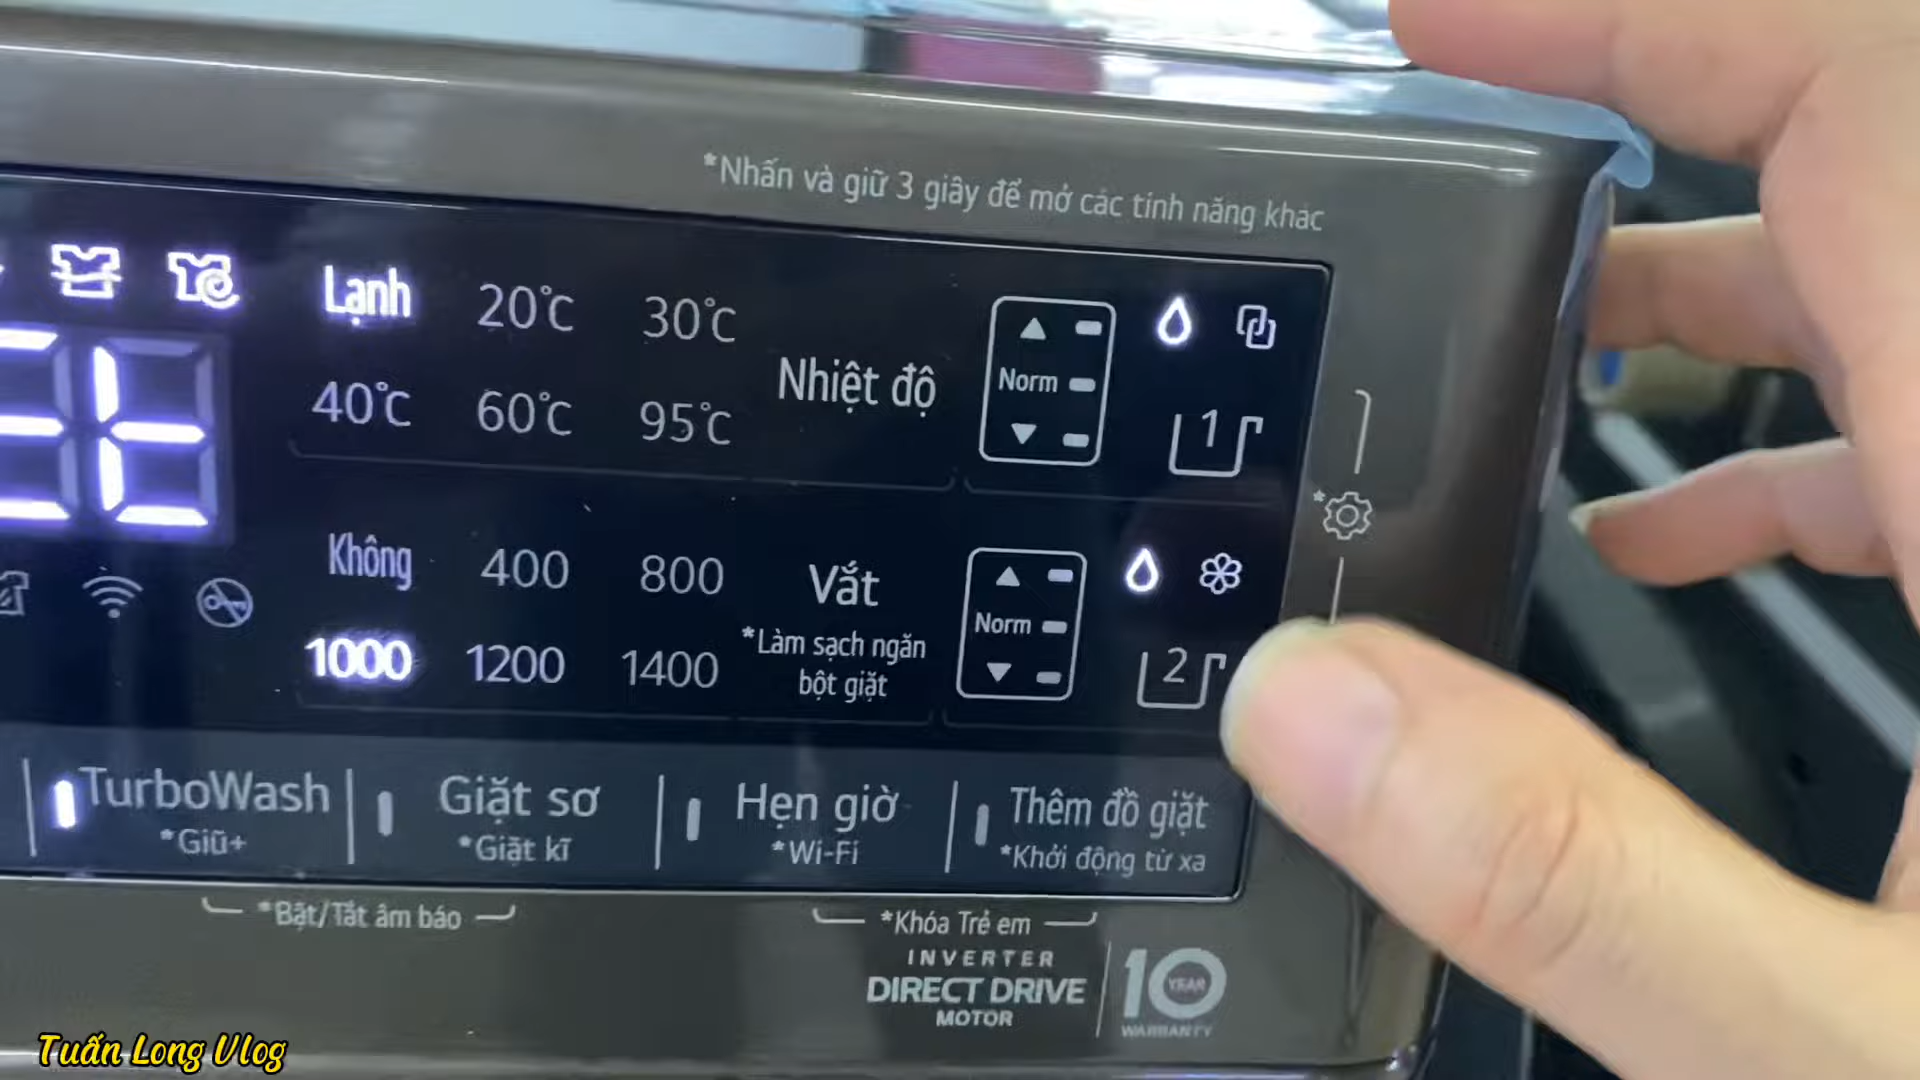 *Nhấn và giữ 3 giây để mở các tính năng khác
Lạnh 20°C 30°C
40°C 60°C 95°C
Nhiệt độ
Norm
1
Không 400 800
1000 1200 1400
Vắt
*Làm sạch ngăn
bột giặt
Norm
2
TurboWash
*Giũ+
Giặt sơ
*Giặt kĩ
Hẹn giờ
*Wi-Fi
Thêm đồ giặt
*Khởi động từ xa
*Bật/Tắt âm báo
*Khóa Trẻ em
INVERTER
DIRECT DRIVE
MOTOR
10
YEAR
WARRANTY
Tuấn Long Vlog